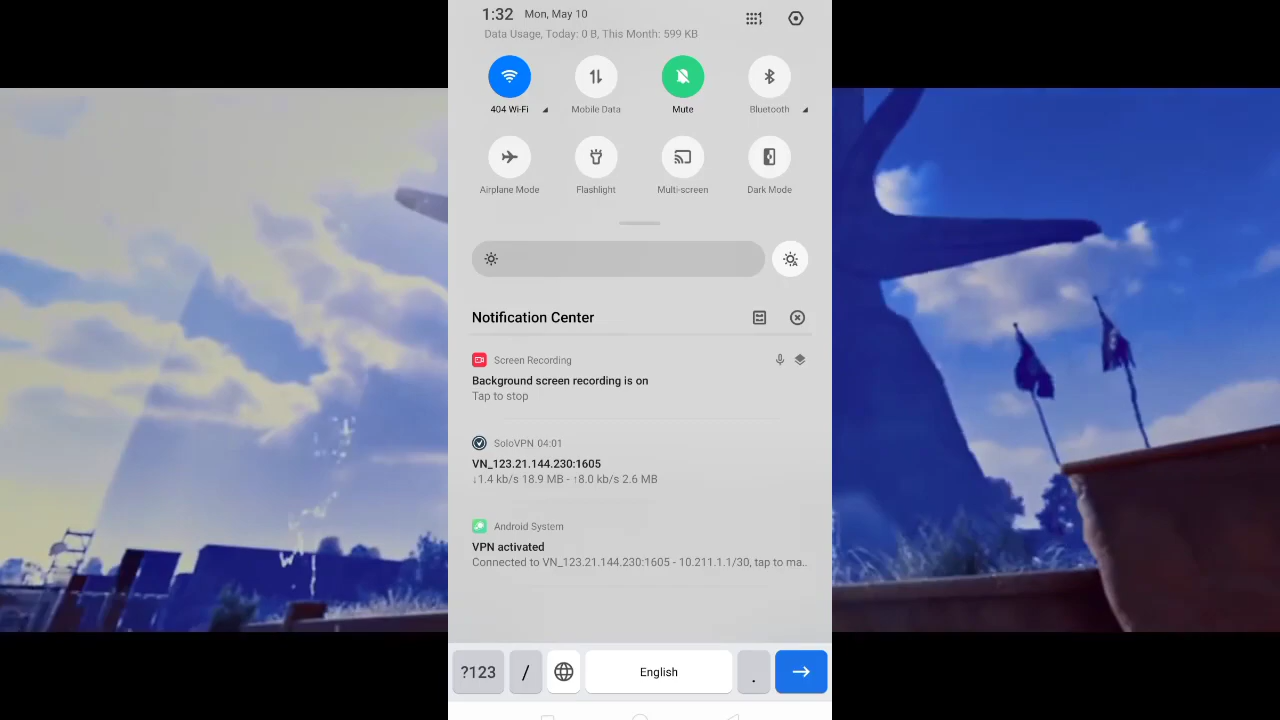 1:32 Mon, May 10
Data Usage, Today: 0 B, This Month: 599 KB
404 Wi-Fi
Mobile Data
Mute
Bluetooth
Airplane Mode
Flashlight
Multi-screen
Dark Mode
Notification Center
Screen Recording
Background screen recording is on
Tap to stop
SoloVPN 04:01
VN_123.21.144.230:1605
↓1.4 kb/s 18.9 MB - ↑8.0 kb/s 2.6 MB
Android System
VPN activated
Connected to VN_123.21.144.230:1605 - 10.211.1.1/30, tap to ma..
?123 / English .